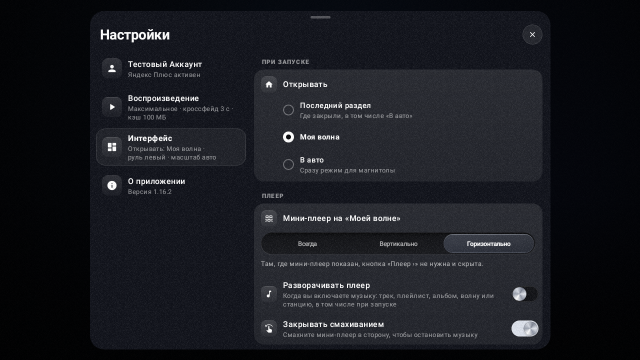 Настройки
Тестовый Аккаунт
Яндекс Плюс активен
Воспроизведение
Максимальное · кроссфейд 3 с ·
кэш 100 МБ
Интерфейс
Открывать: Моя волна ·
руль левый · масштаб авто
О приложении
Версия 1.16.2
ПРИ ЗАПУСКЕ
Открывать
Последний раздел
Где закрыли, в том числе «В авто»
Моя волна
В авто
Сразу режим для магнитолы
ПЛЕЕР
Мини-плеер на «Моей волне»
Всегда
Вертикально
Горизонтально
Там, где мини-плеер показан, кнопка «Плеер ›» не нужна и скрыта.
Разворачивать плеер
Когда вы включаете музыку: трек, плейлист, альбом, волну или
станцию, в том числе при запуске
Закрывать смахиванием
Смахните мини-плеер в сторону, чтобы остановить музыку